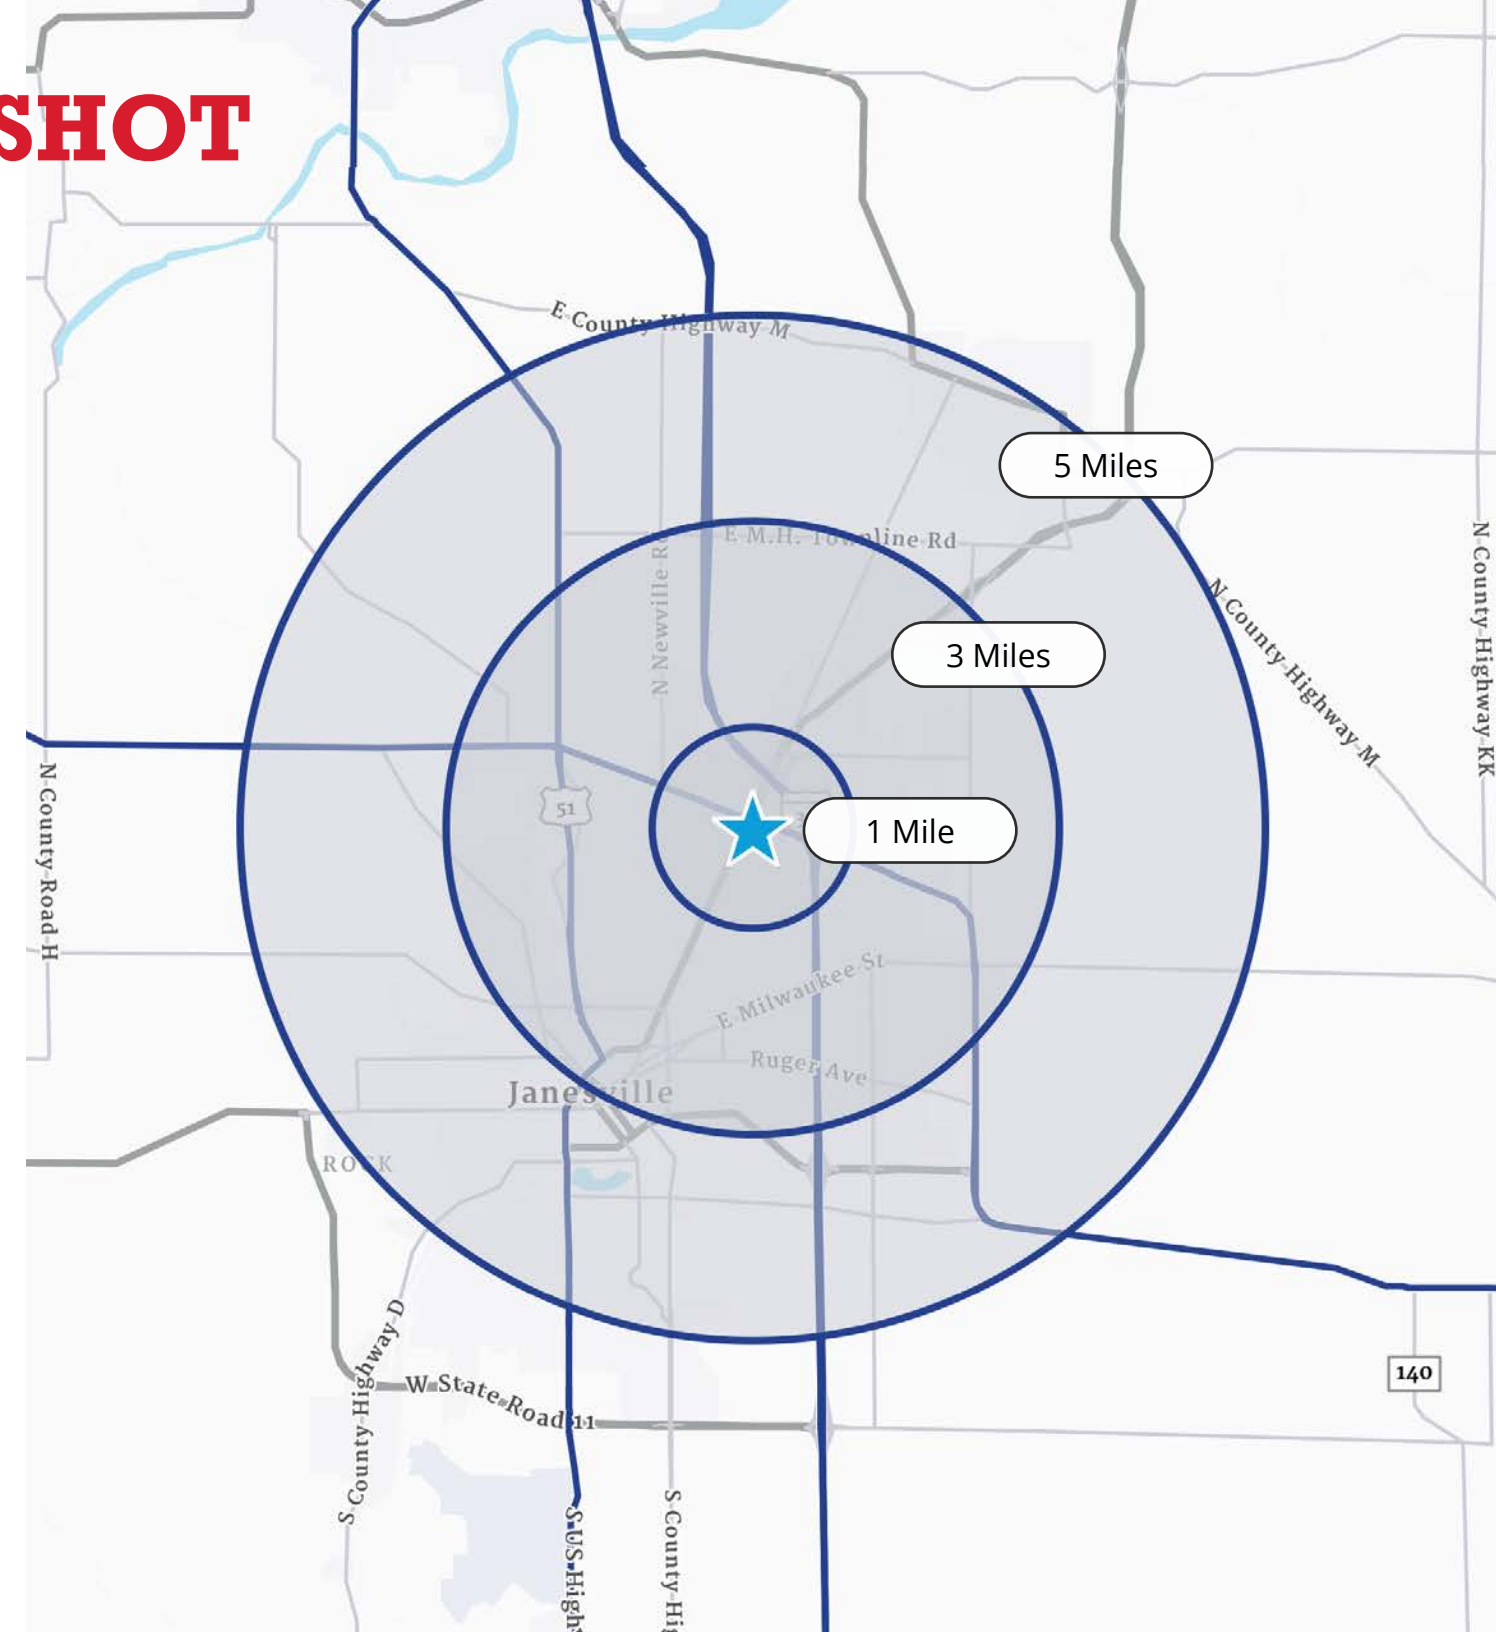 SHOT
E County Highway M
5 Miles
E M.H. Townline Rd
N Newville Rd
N County Highway M
N County Highway KK
3 Miles
51
1 Mile
N County Road H
E Milwaukee St
Ruger Ave
Janesville
ROCK
S County Highway D
W State Road 11
140
S US High
S County Hi